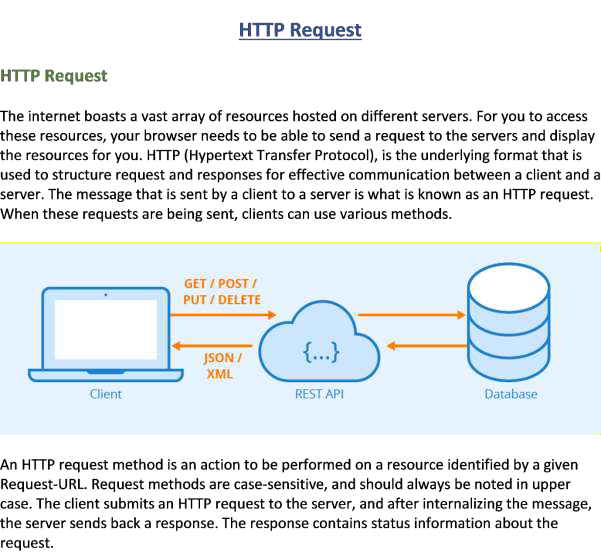 HTTP Request
HTTP Request
The internet boasts a vast array of resources hosted on different servers. For you to access
these resources, your browser needs to be able to send a request to the servers and display
the resources for you. HTTP (Hypertext Transfer Protocol), is the underlying format that is
used to structure request and responses for effective communication between a client and a
server. The message that is sent by a client to a server is what is known as an HTTP request.
When these requests are being sent, clients can use various methods.
GET / POST /
PUT / DELETE
{...}
JSON /
XML
Client
REST API
Database
An HTTP request method is an action to be performed on a resource identified by a given
Request-URL. Request methods are case-sensitive, and should always be noted in upper
case. The client submits an HTTP request to the server, and after internalizing the message,
the server sends back a response. The response contains status information about the
request.